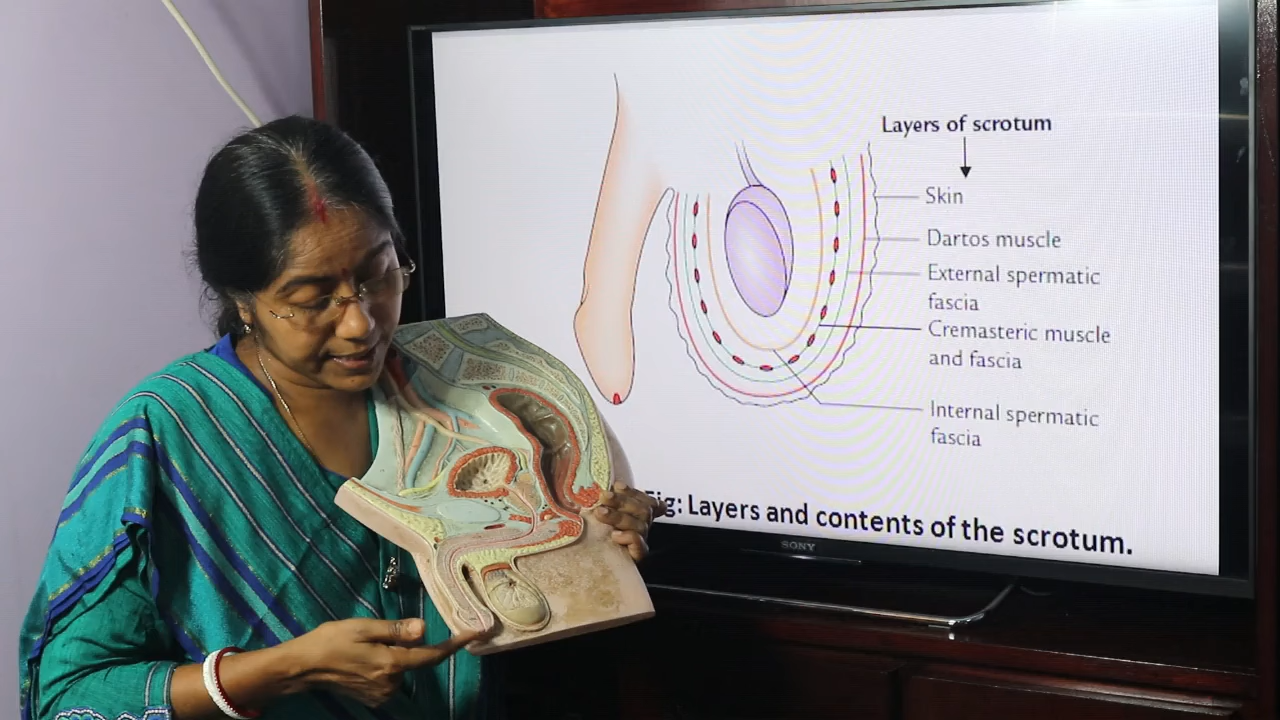 Layers of scrotum
Skin
Dartos muscle
External spermatic
fascia
Cremasteric muscle
and fascia
Internal spermatic
fascia
Fig: Layers and contents of the scrotum.
SONY